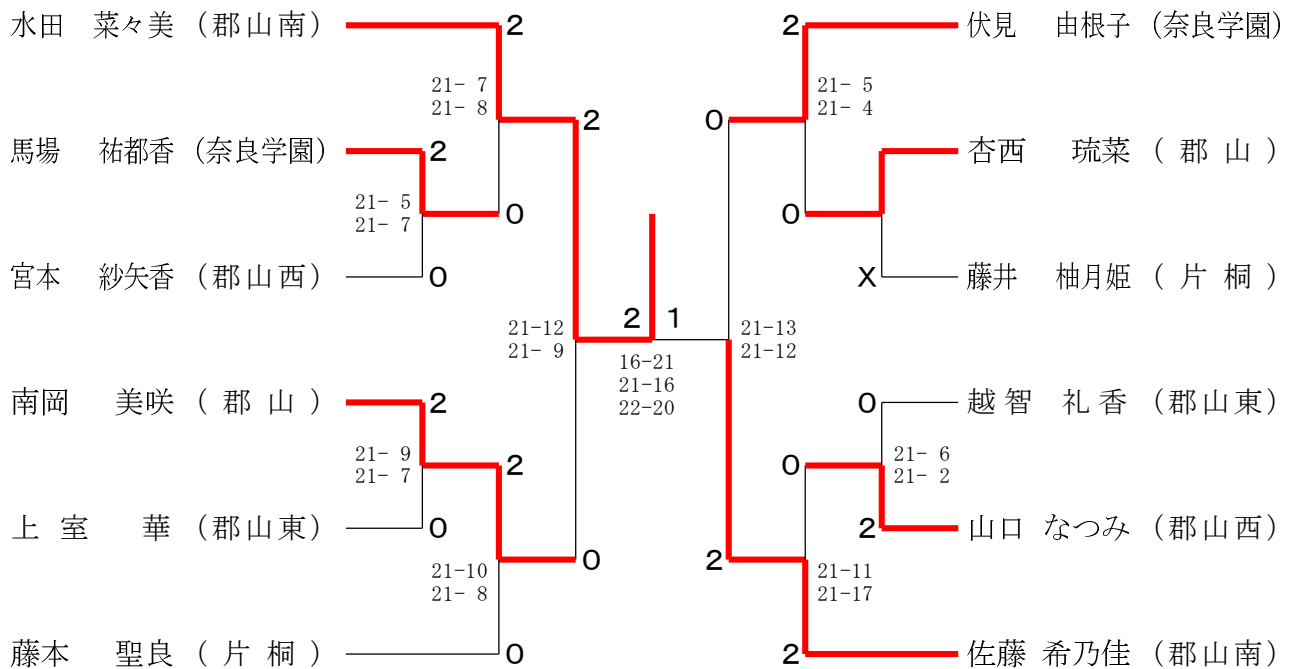 水田 菜々美 (郡山南) 2 2 伏見 由根子 (奈良学園)
21- 7 21- 5
21- 8 21- 4
2 0
馬場 祐都香 (奈良学園) 2 杏西 琉菜 ( 郡 山 )
21- 5
21- 7
0 0
宮本 紗矢香 (郡山西) 0 X 藤井 柚月姫 ( 片 桐 )
2 1
21-12 21-13
21- 9 21-12
16-21
21-16
22-20
南岡 美咲 ( 郡 山 ) 2 0 越智 礼香 (郡山東)
21- 9 21- 6
21- 7 21- 2
2 0
上室 華 (郡山東) 0 2 山口 なつみ (郡山西)
0 2
21-10 21-11
21- 8 21-17
藤本 聖良 ( 片 桐 ) 0 2 佐藤 希乃佳 (郡山南)